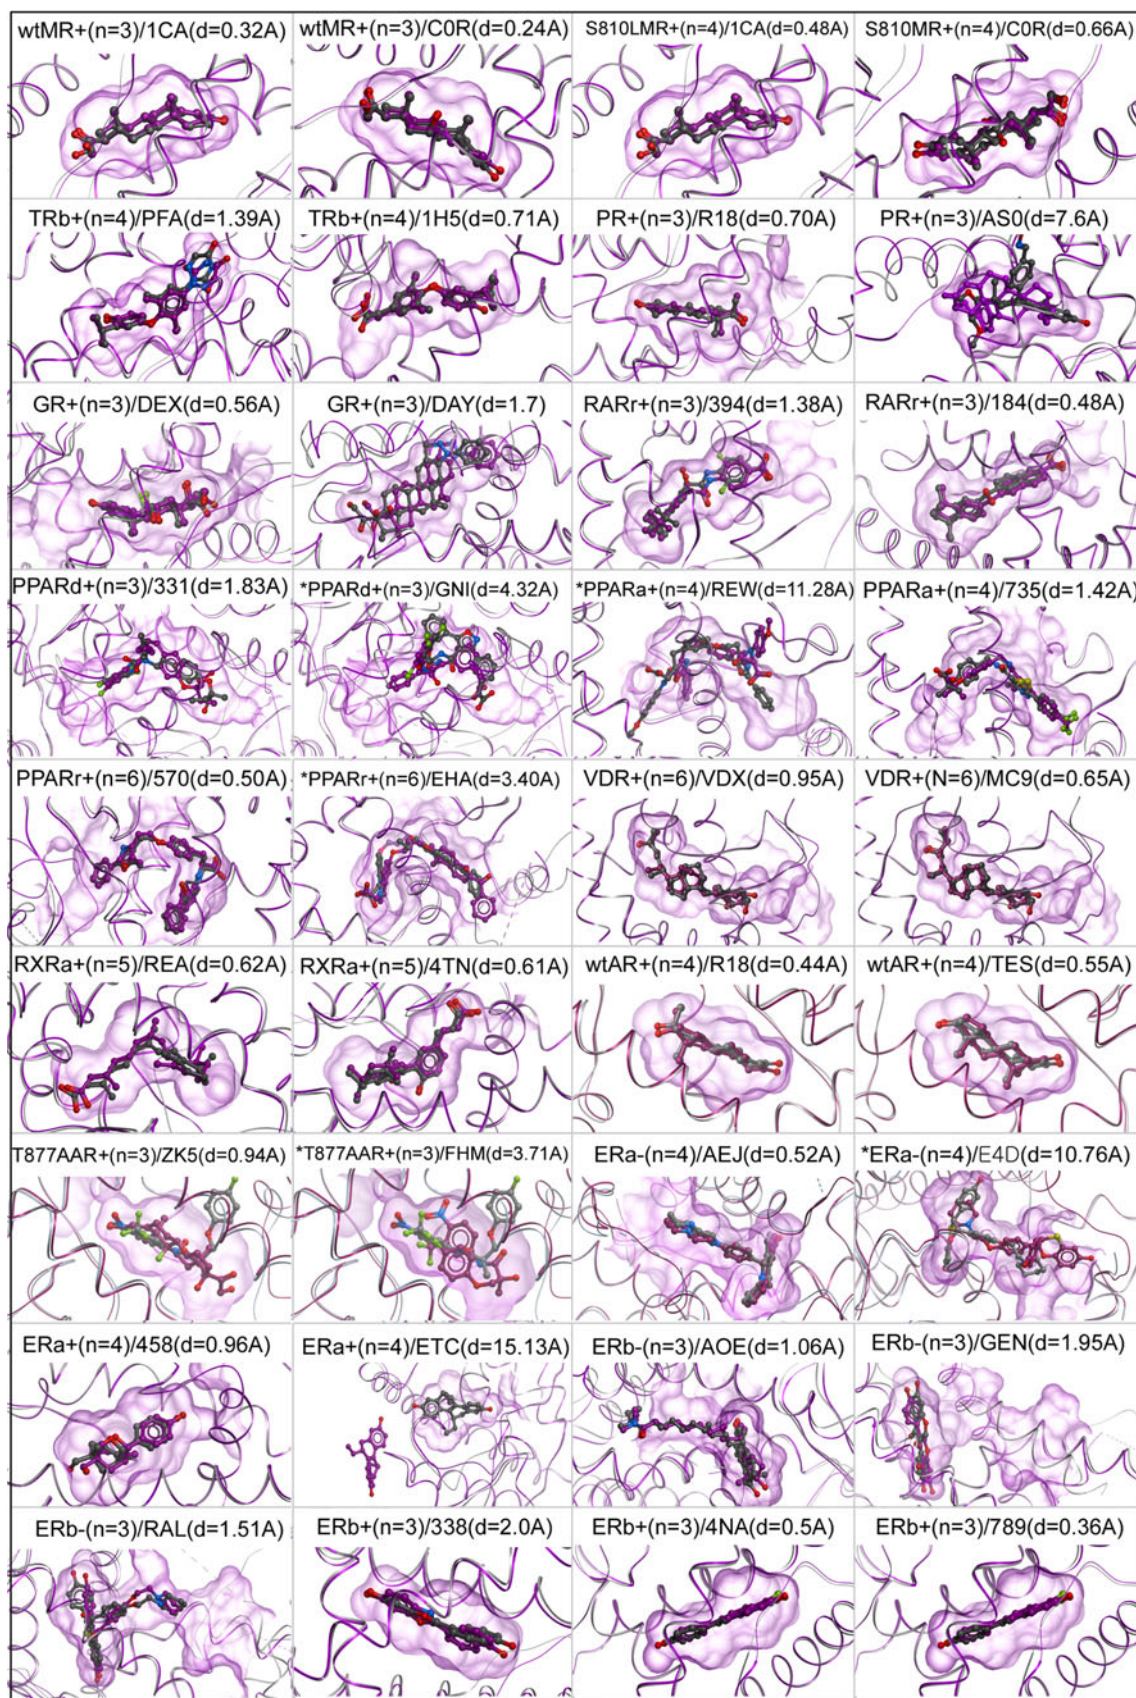 wtMR+(n=3)/1CA(d=0.32A)
wtMR+(n=3)/C0R(d=0.24A)
S810LMR+(n=4)/1CA(d=0.48A)
S810MR+(n=4)/C0R(d=0.66A)
TRb+(n=4)/PFA(d=1.39A)
TRb+(n=4)/1H5(d=0.71A)
PR+(n=3)/R18(d=0.70A)
PR+(n=3)/AS0(d=7.6A)
GR+(n=3)/DEX(d=0.56A)
GR+(n=3)/DAY(d=1.7)
RARr+(n=3)/394(d=1.38A)
RARr+(n=3)/184(d=0.48A)
PPARd+(n=3)/331(d=1.83A)
*PPARd+(n=3)/GNI(d=4.32A)
*PPARa+(n=4)/REW(d=11.28A)
PPARa+(n=4)/735(d=1.42A)
PPARr+(n=6)/570(d=0.50A)
*PPARr+(n=6)/EHA(d=3.40A)
VDR+(n=6)/VDX(d=0.95A)
VDR+(N=6)/MC9(d=0.65A)
RXRa+(n=5)/REA(d=0.62A)
RXRa+(n=5)/4TN(d=0.61A)
wtAR+(n=4)/R18(d=0.44A)
wtAR+(n=4)/TES(d=0.55A)
T877AAR+(n=3)/ZK5(d=0.94A)
*T877AAR+(n=3)/FHM(d=3.71A)
ERa-(n=4)/AEJ(d=0.52A)
*ERa-(n=4)/E4D(d=10.76A)
ERa+(n=4)/458(d=0.96A)
ERa+(n=4)/ETC(d=15.13A)
ERb-(n=3)/AOE(d=1.06A)
ERb-(n=3)/GEN(d=1.95A)
ERb-(n=3)/RAL(d=1.51A)
ERb+(n=3)/338(d=2.0A)
ERb+(n=3)/4NA(d=0.5A)
ERb+(n=3)/789(d=0.36A)